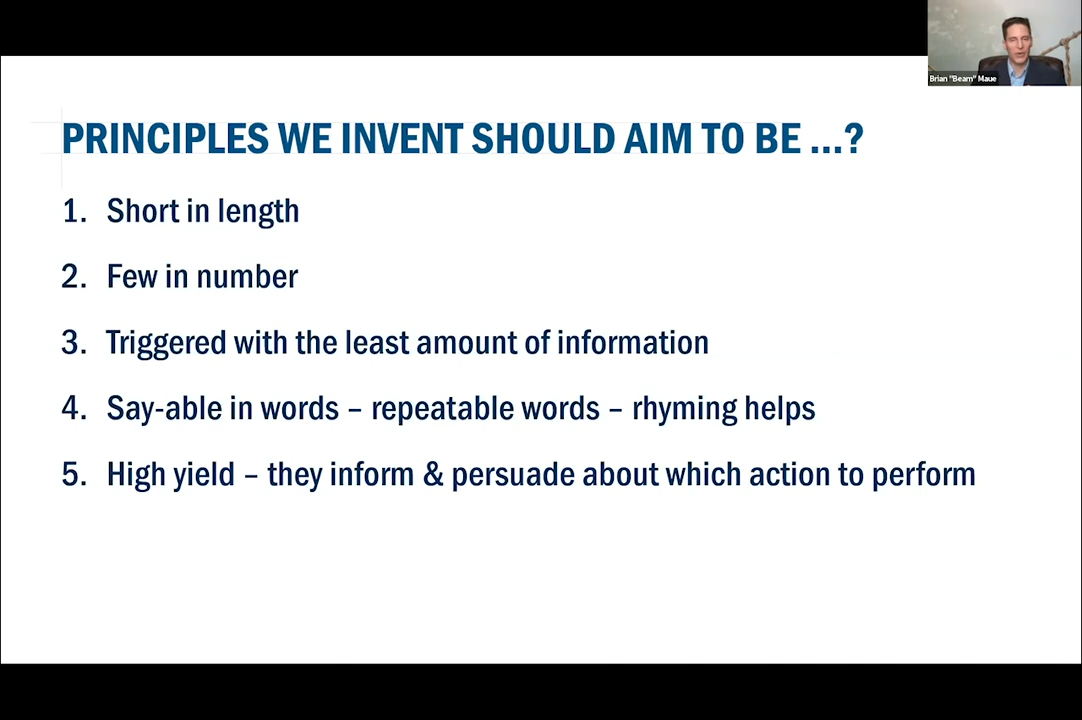 Brian "Beam" Maue
PRINCIPLES WE INVENT SHOULD AIM TO BE ...?
1. Short in length
2. Few in number
3. Triggered with the least amount of information
4. Say-able in words – repeatable words – rhyming helps
5. High yield – they inform & persuade about which action to perform